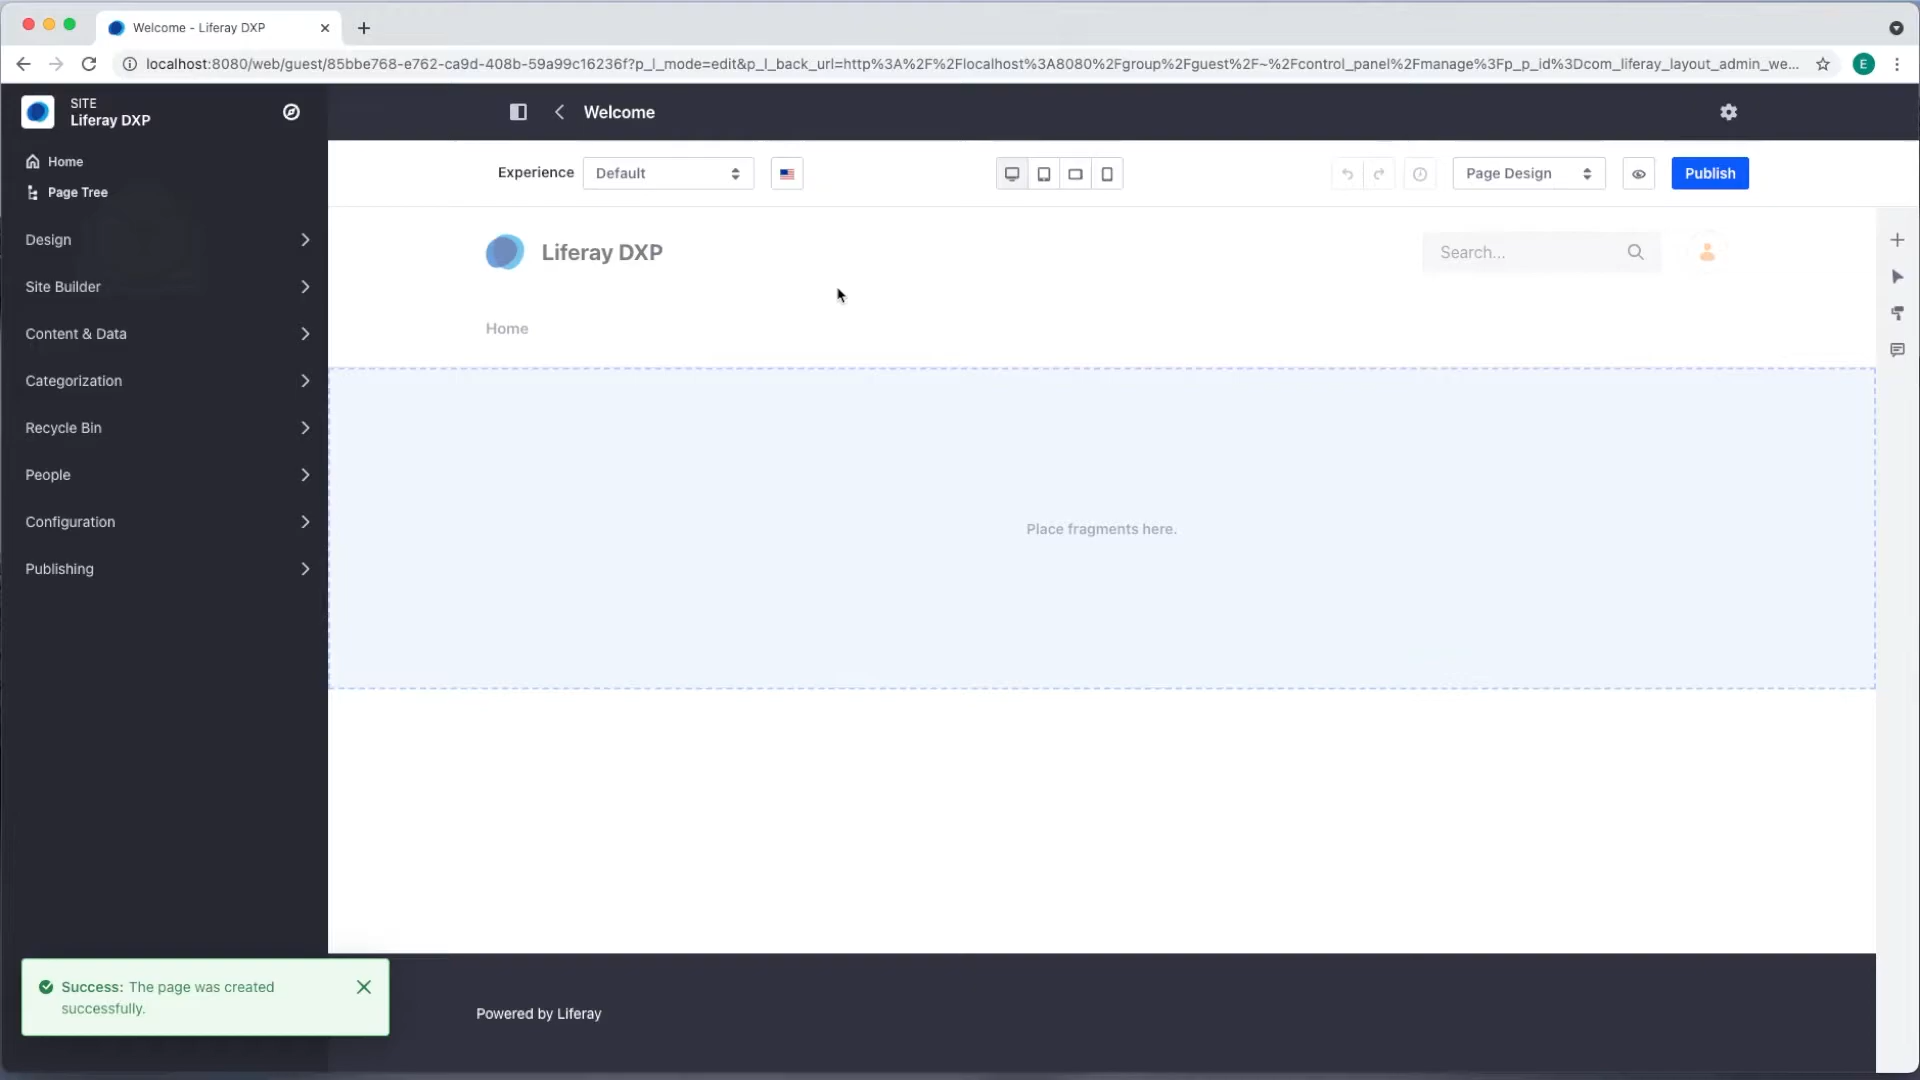 Welcome - Liferay DXP
localhost:8080/web/guest/85bbe768-e762-ca9d-408b-59a99c16236f?p_l_mode=edit&p_l_back_url=http%3A%2F%2Flocalhost%3A8080%2Fgroup%2Fguest%2F~%2Fcontrol_panel%2Fmanage%3Fp_p_id%3Dcom_liferay_layout_admin_we...
E
SITE
Liferay DXP
Welcome
Home
Page Tree
Design
Site Builder
Content & Data
Categorization
Recycle Bin
People
Configuration
Publishing
Experience
Default
Page Design
Publish
Liferay DXP
Search...
Home
Place fragments here.
Success: The page was created
successfully.
Powered by Liferay